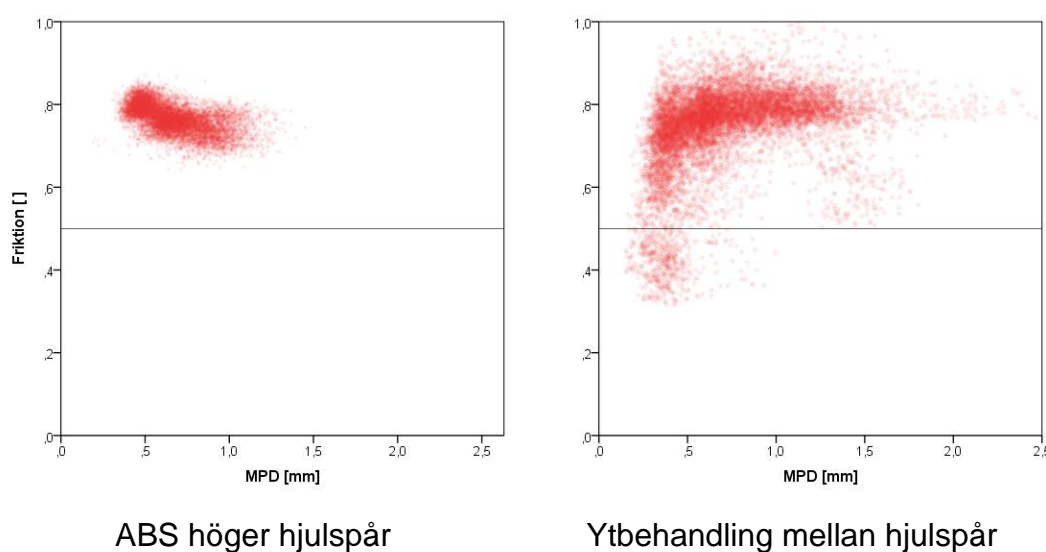 Friktion [ ]
1,0
,8
,6
,4
,2
,0
,0 ,5 1,0 1,5 2,0 2,5
MPD [mm]
ABS höger hjulspår
1,0
,8
,6
,4
,2
,0
,0 ,5 1,0 1,5 2,0 2,5
MPD [mm]
Ytbehandling mellan hjulspår